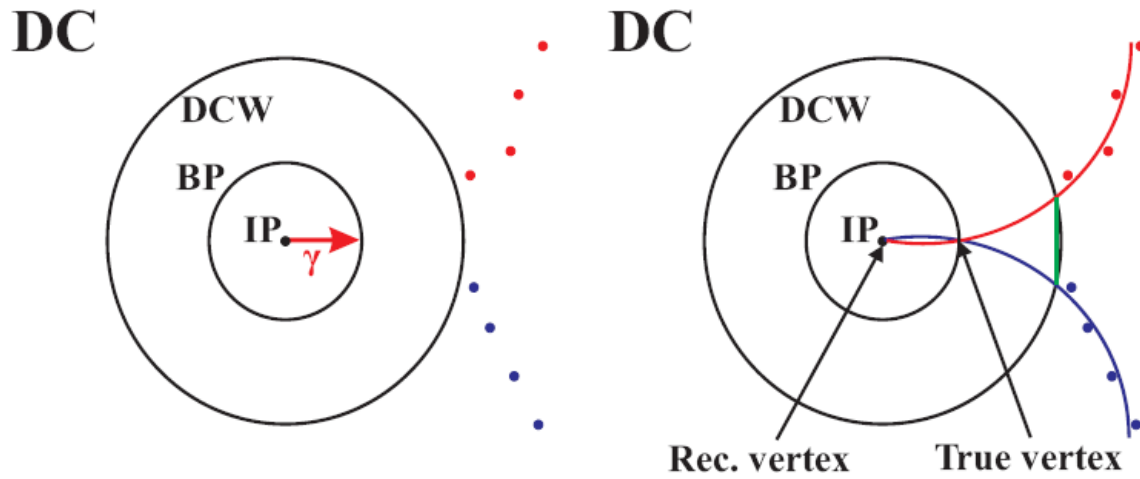 DC
DCW
BP
IP
γ
DC
DCW
BP
IP
Rec. vertex
True vertex